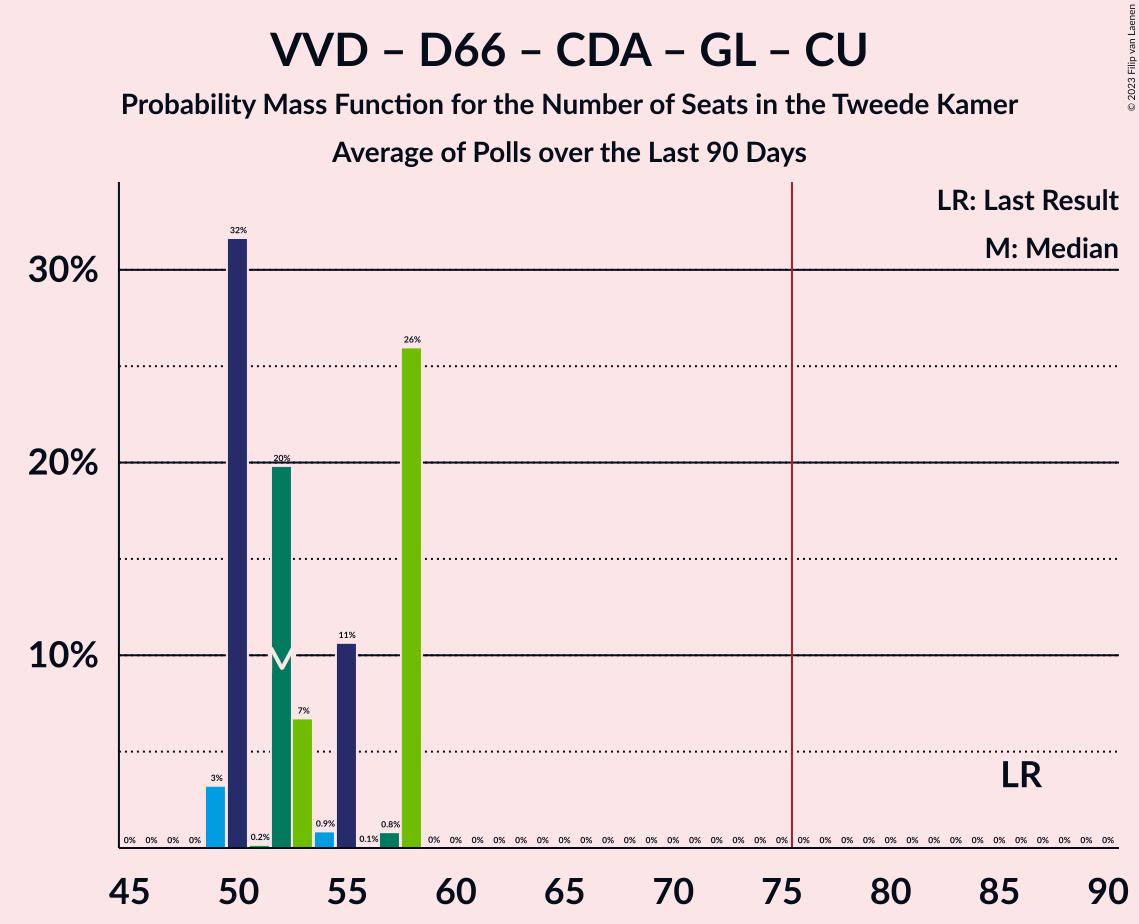 © 2023 Filip van Laenen
VVD – D66 – CDA – GL – CU
Probability Mass Function for the Number of Seats in the Tweede Kamer
Average of Polls over the Last 90 Days
LR: Last Result
M: Median
30%
20%
10%
0% 0% 0% 0% 3% 32% 0.2% 20% 7% 0.9% 11% 0.1% 0.8% 26% 0% 0% 0% 0% 0% 0% 0% 0% 0% 0% 0% 0% 0% 0% 0% 0% 0% 0% 0% 0% 0% 0% 0% 0% 0% 0% 0% 0% 0% 0% 0% 0%
LR
45 50 55 60 65 70 75 80 85 90